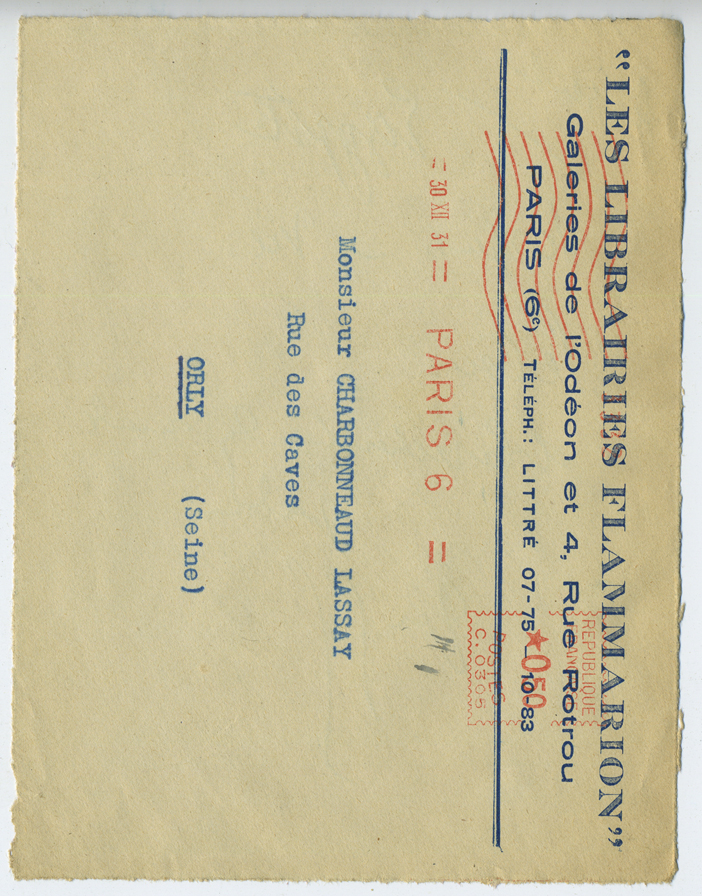 “LES LIBRAIRIES FLAMMARION”
Galeries de l'Odéon et 4, Rue Rotrou
PARIS (6e) TÉLÉPH.: LITTRÉ 07-75 _ 10-83
REPUBLIQUE
FRANÇAISE
★0.50
POSTES
C.0305
= 30 XII 31 = PARIS 6 =
Monsieur CHARBONNEAUD LASSAY
Rue des Caves
ORLY (Seine)